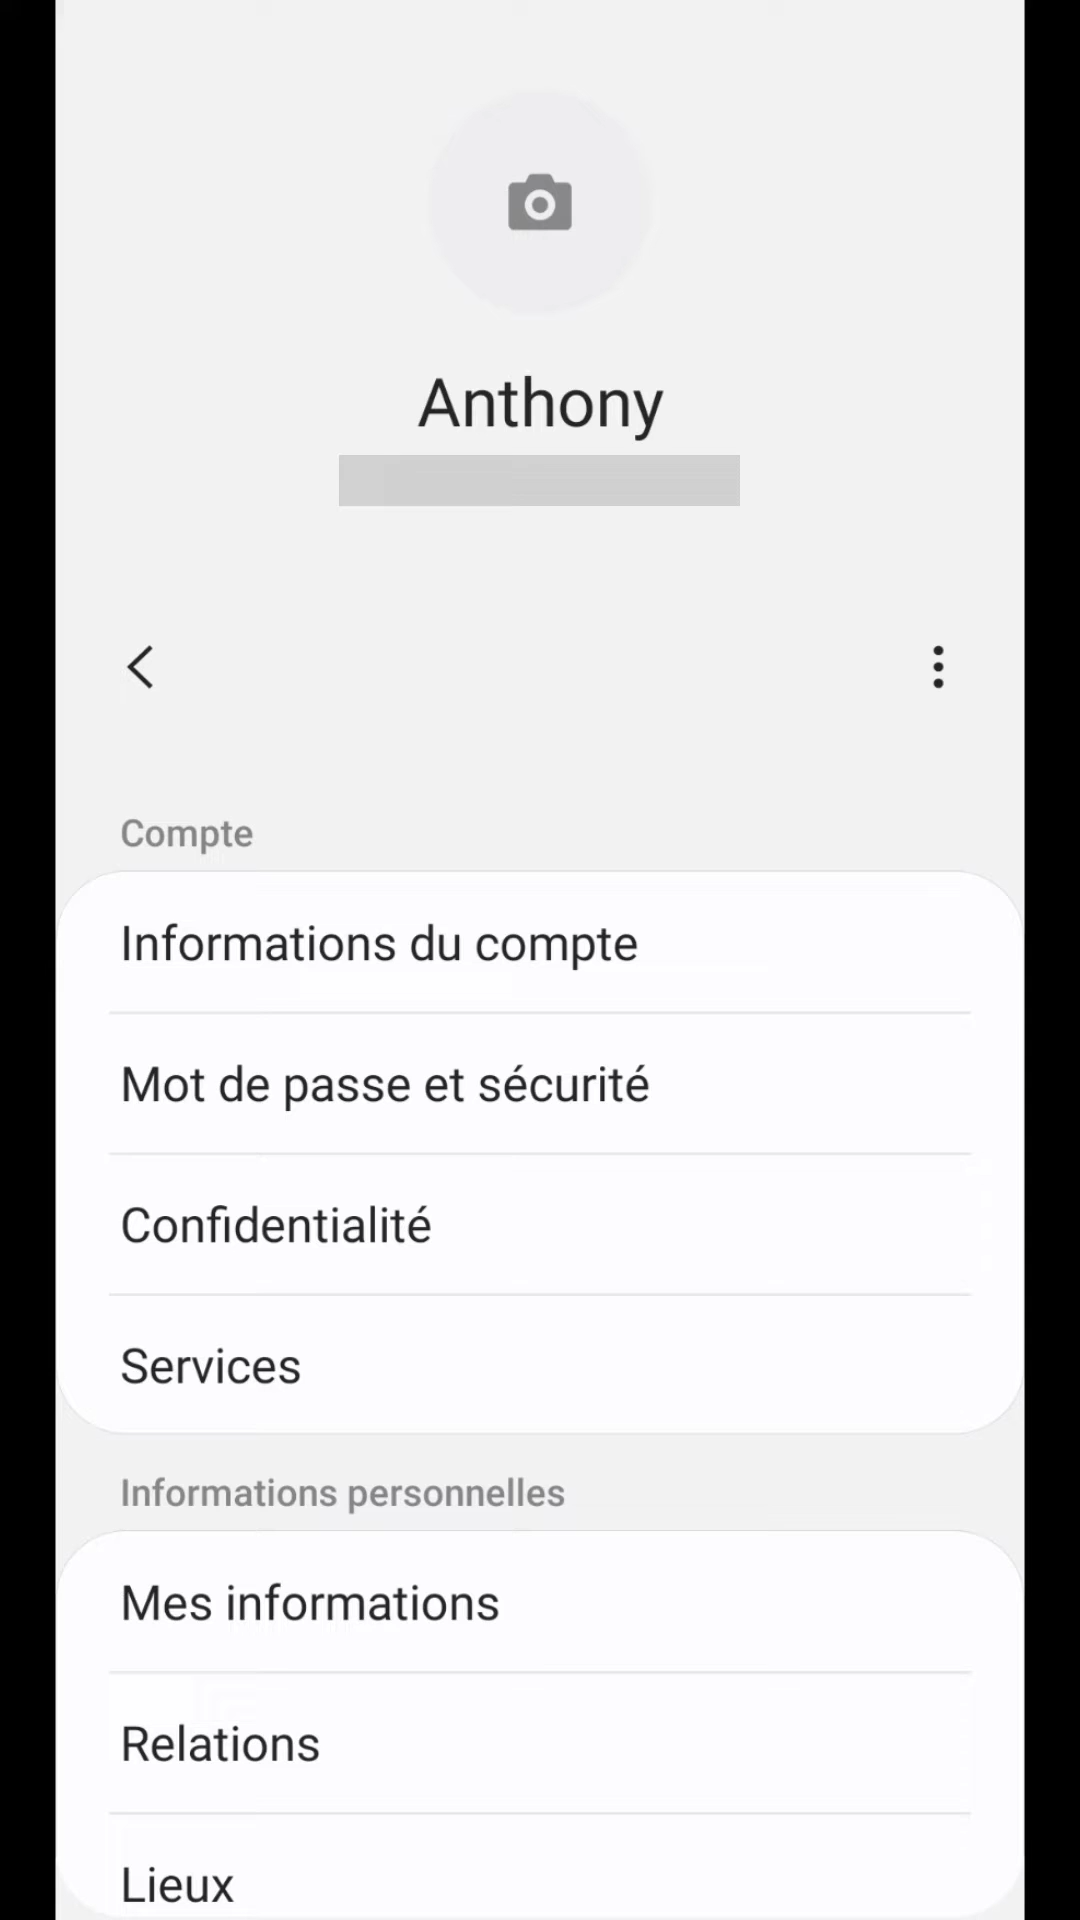 Anthony
Compte
Informations du compte
Mot de passe et sécurité
Confidentialité
Services
Informations personnelles
Mes informations
Relations
Lieux